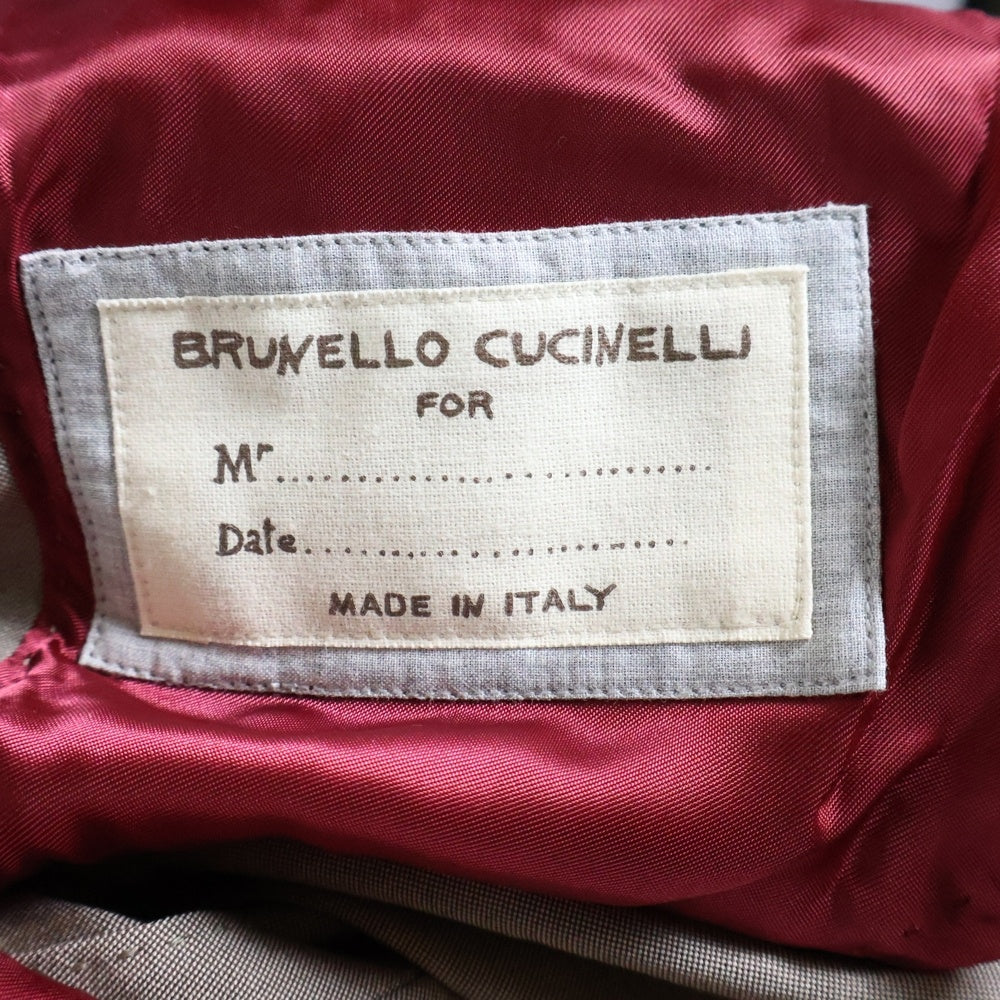 BRUNELLO CUCINELLI
FOR
Mr..............................
Date..........................
MADE IN ITALY